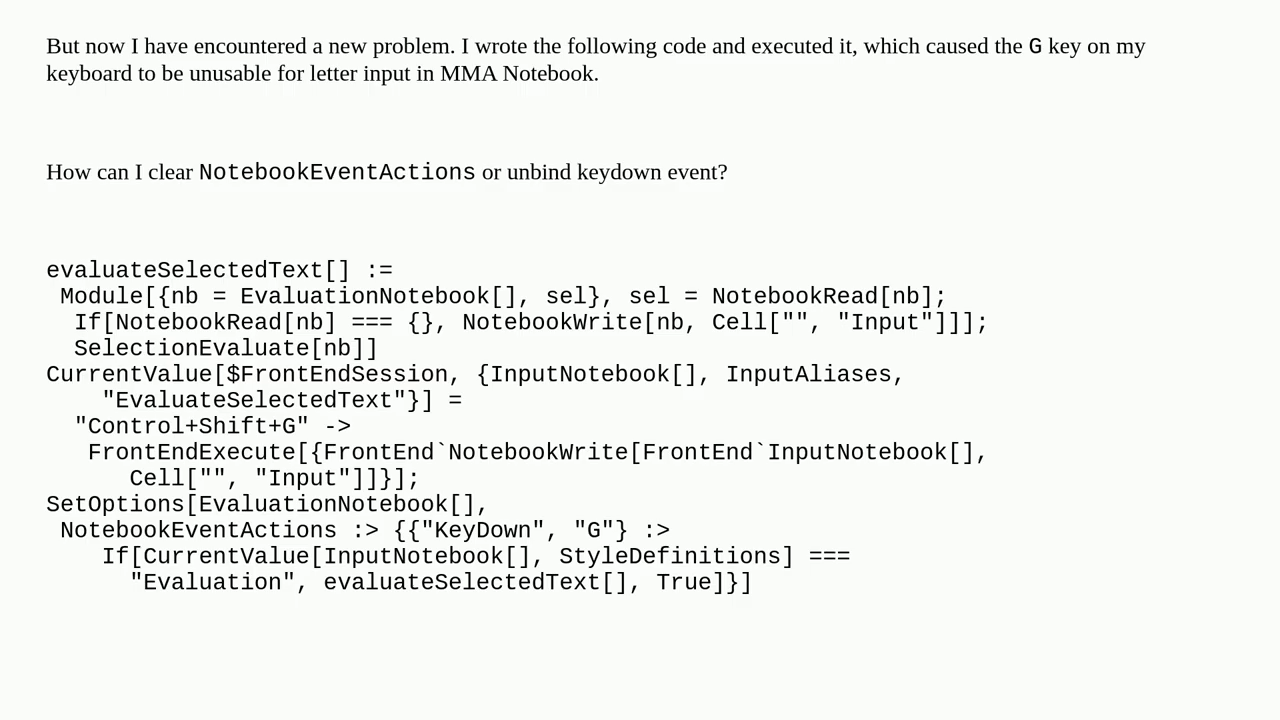 But now I have encountered a new problem. I wrote the following code and executed it, which caused the G key on my
keyboard to be unusable for letter input in MMA Notebook.
How can I clear NotebookEventActions or unbind keydown event?
evaluateSelectedText[] :=
 Module[{nb = EvaluationNotebook[], sel}, sel = NotebookRead[nb];
  If[NotebookRead[nb] === {}, NotebookWrite[nb, Cell["", "Input"]]];
  SelectionEvaluate[nb]]
CurrentValue[$FrontEndSession, {InputNotebook[], InputAliases,
    "EvaluateSelectedText"}] =
  "Control+Shift+G" ->
   FrontEndExecute[{FrontEnd`NotebookWrite[FrontEnd`InputNotebook[],
      Cell["", "Input"]]}];
SetOptions[EvaluationNotebook[],
 NotebookEventActions :> {{"KeyDown", "G"} :>
    If[CurrentValue[InputNotebook[], StyleDefinitions] ===
      "Evaluation", evaluateSelectedText[], True]}]